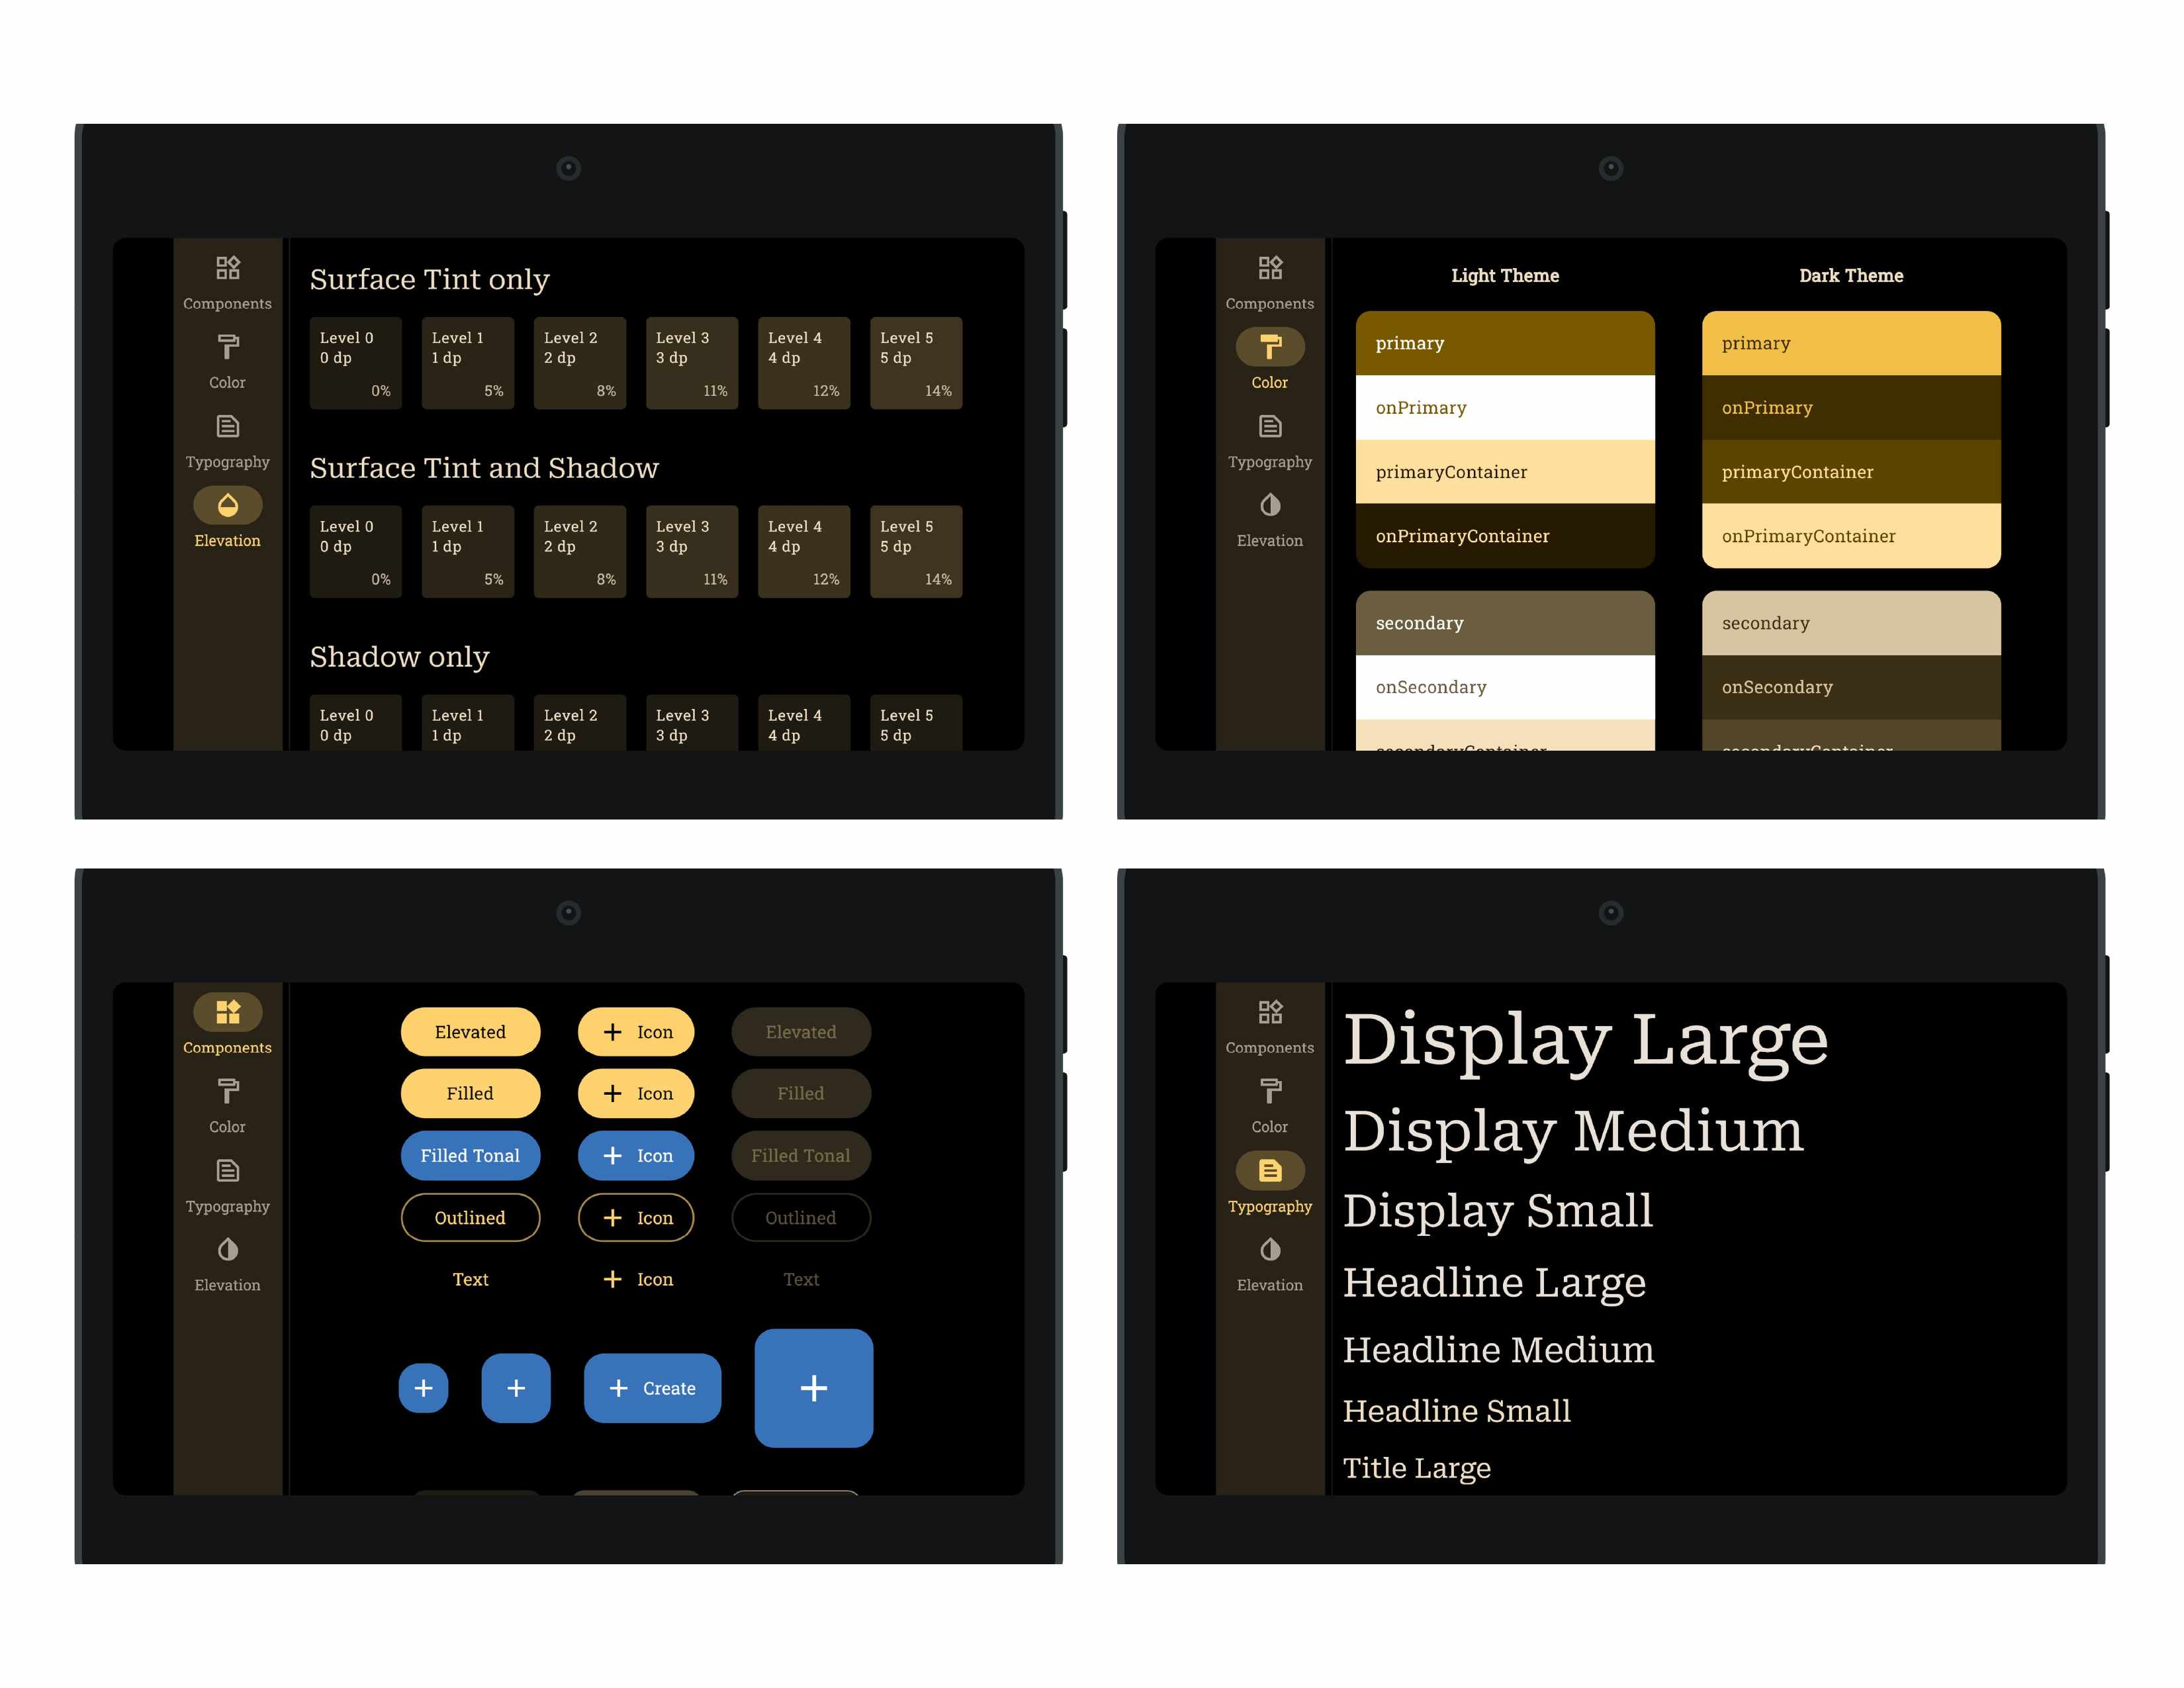 Components
Color
Typography
Elevation
Surface Tint only
Level 0
0 dp
0%
Level 1
1 dp
5%
Level 2
2 dp
8%
Level 3
3 dp
11%
Level 4
4 dp
12%
Level 5
5 dp
14%
Surface Tint and Shadow
Level 0
0 dp
0%
Level 1
1 dp
5%
Level 2
2 dp
8%
Level 3
3 dp
11%
Level 4
4 dp
12%
Level 5
5 dp
14%
Shadow only
Level 0
0 dp
Level 1
1 dp
Level 2
2 dp
Level 3
3 dp
Level 4
4 dp
Level 5
5 dp
Components
Color
Typography
Elevation
Light Theme
primary
onPrimary
primaryContainer
onPrimaryContainer
secondary
onSecondary
secondaryContainer
Dark Theme
primary
onPrimary
primaryContainer
onPrimaryContainer
secondary
onSecondary
secondaryContainer
Components
Color
Typography
Elevation
Elevated
Icon
Elevated
Filled
Icon
Filled
Filled Tonal
Icon
Filled Tonal
Outlined
Icon
Outlined
Text
Icon
Text
Create
Components
Color
Typography
Elevation
Display Large
Display Medium
Display Small
Headline Large
Headline Medium
Headline Small
Title Large